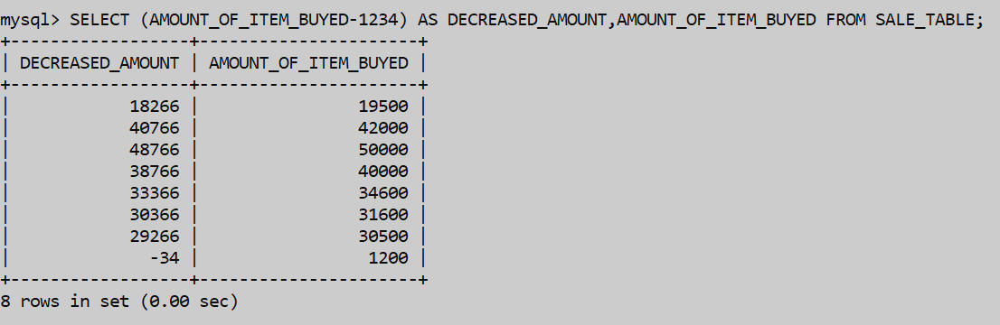 mysql> SELECT (AMOUNT_OF_ITEM_BUYED-1234) AS DECREASED_AMOUNT,AMOUNT_OF_ITEM_BUYED FROM SALE_TABLE;
+------------------+----------------------+
| DECREASED_AMOUNT | AMOUNT_OF_ITEM_BUYED |
+------------------+----------------------+
|            18266 |                19500 |
|            40766 |                42000 |
|            48766 |                50000 |
|            38766 |                40000 |
|            33366 |                34600 |
|            30366 |                31600 |
|            29266 |                30500 |
|              -34 |                 1200 |
+------------------+----------------------+
8 rows in set (0.00 sec)